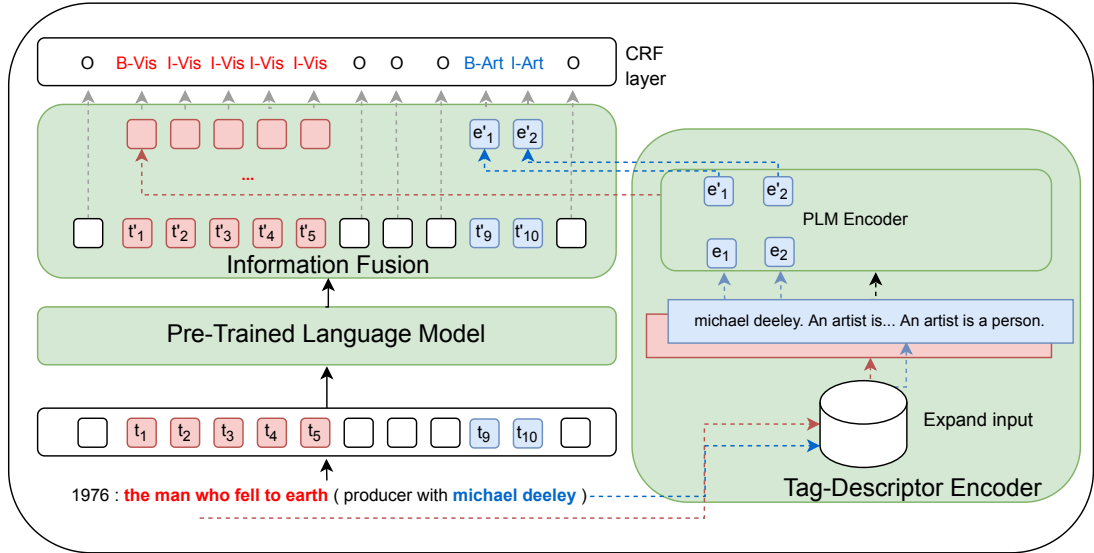 O B-Vis I-Vis I-Vis I-Vis I-Vis O O O B-Art I-Art O
CRF
layer
e'1 e'2
...
t'1 t'2 t'3 t'4 t'5 t'9 t'10
Information Fusion
Pre-Trained Language Model
t1 t2 t3 t4 t5 t9 t10
1976 : the man who fell to earth ( producer with michael deeley )
e'1 e'2
PLM Encoder
e1 e2
michael deeley. An artist is... An artist is a person.
Expand input
Tag-Descriptor Encoder